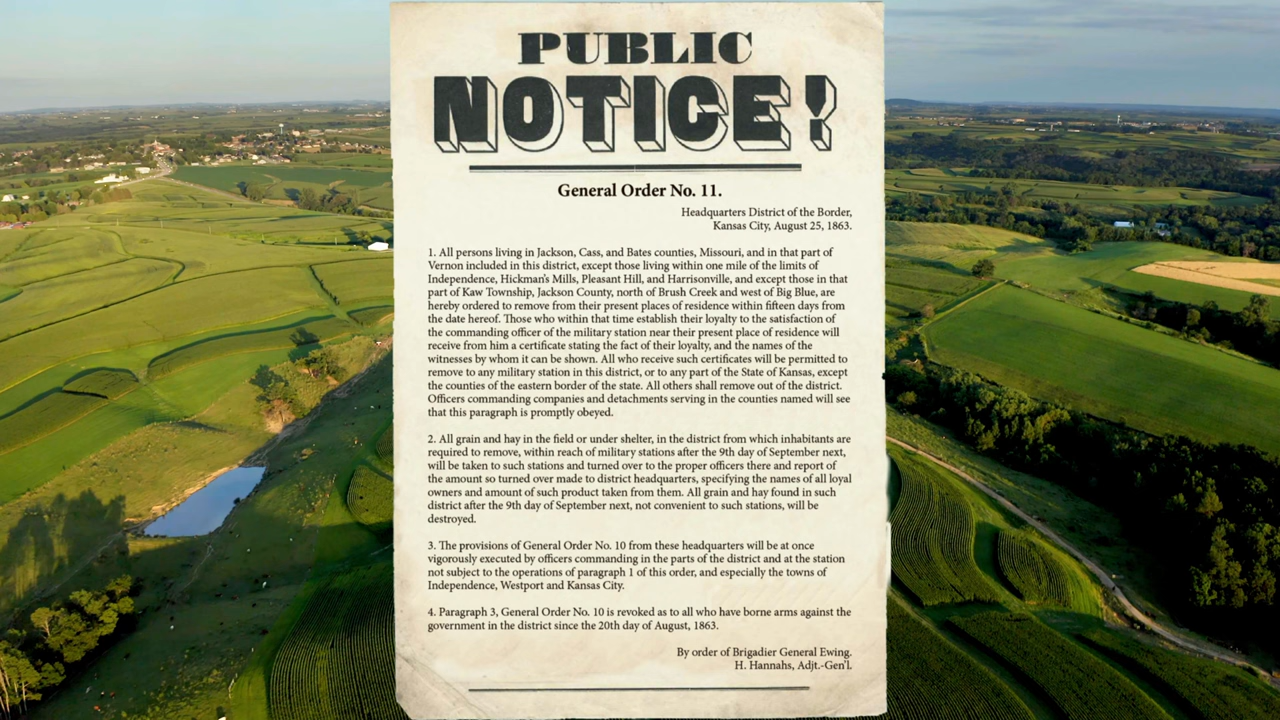 PUBLIC
NOTICE!
General Order No. 11.
Headquarters District of the Border,
Kansas City, August 25, 1863.
1. All persons living in Jackson, Cass, and Bates counties, Missouri, and in that part of
Vernon included in this district, except those living within one mile of the limits of
Independence, Hickman's Mills, Pleasant Hill, and Harrisonville, and except those in that
part of Kaw Township, Jackson County, north of Brush Creek and west of Big Blue, are
hereby ordered to remove from their present places of residence within fifteen days from
the date hereof. Those who within that time establish their loyalty to the satisfaction of
the commanding officer of the military station near their present place of residence will
receive from him a certificate stating the fact of their loyalty, and the names of the
witnesses by whom it can be shown. All who receive such certificates will be permitted to
remove to any military station in this district, or to any part of the State of Kansas, except
the counties of the eastern border of the state. All others shall remove out of the district.
Officers commanding companies and detachments serving in the counties named will see
that this paragraph is promptly obeyed.
2. All grain and hay in the field or under shelter, in the district from which inhabitants are
required to remove, within reach of military stations after the 9th day of September next,
will be taken to such stations and turned over to the proper officers there and report of
the amount so turned over made to district headquarters, specifying the names of all loyal
owners and amount of such product taken from them. All grain and hay found in such
district after the 9th day of September next, not convenient to such stations, will be
destroyed.
3. The provisions of General Order No. 10 from these headquarters will be at once
vigorously executed by officers commanding in the parts of the district and at the station
not subject to the operations of paragraph 1 of this order, and especially the towns of
Independence, Westport and Kansas City.
4. Paragraph 3, General Order No. 10 is revoked as to all who have borne arms against the
government in the district since the 20th day of August, 1863.
By order of Brigadier General Ewing.
H. Hannahs, Adjt.-Gen'l.